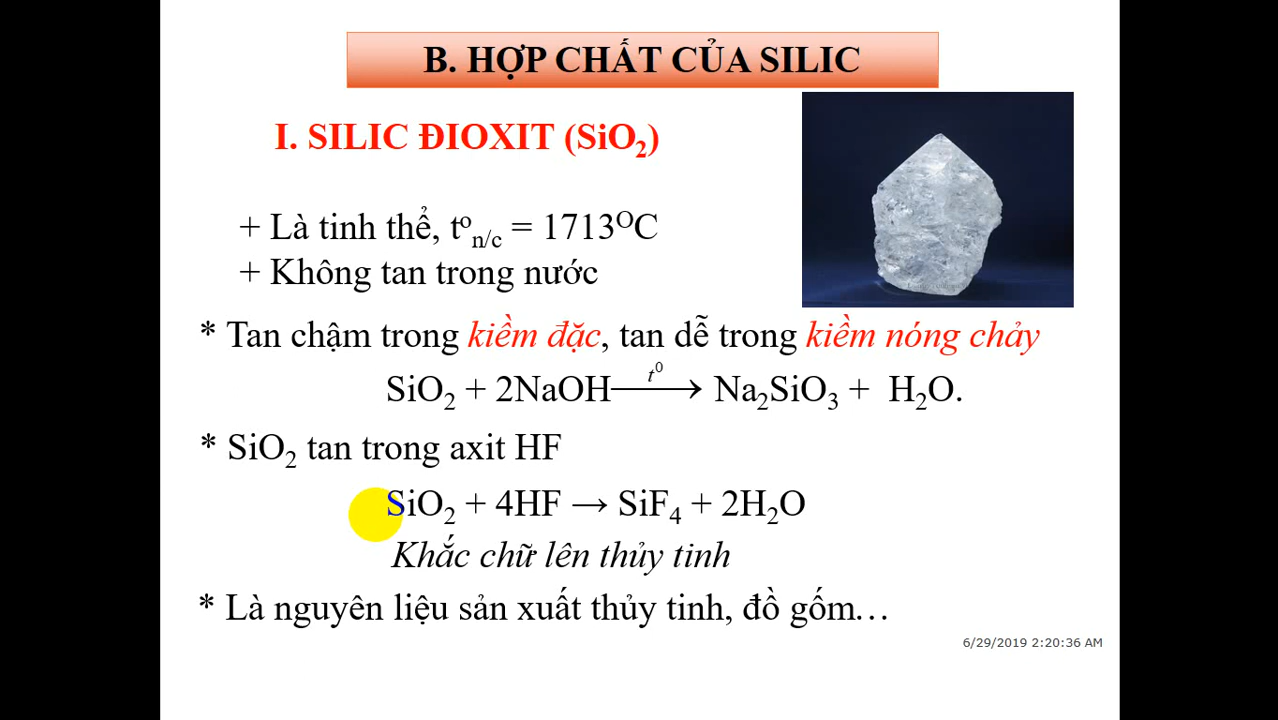 B. HỢP CHẤT CỦA SILIC
I. SILIC ĐIOXIT (SiO₂)
+ Là tinh thể, tᵒn/c = 1713ᴼC
+ Không tan trong nước
* Tan chậm trong kiềm đặc, tan dễ trong kiềm nóng chảy
SiO₂ + 2NaOH —t⁰→ Na₂SiO₃ + H₂O.
* SiO₂ tan trong axit HF
SiO₂ + 4HF → SiF₄ + 2H₂O
Khắc chữ lên thủy tinh
* Là nguyên liệu sản xuất thủy tinh, đồ gốm…
6/29/2019 2:20:36 AM